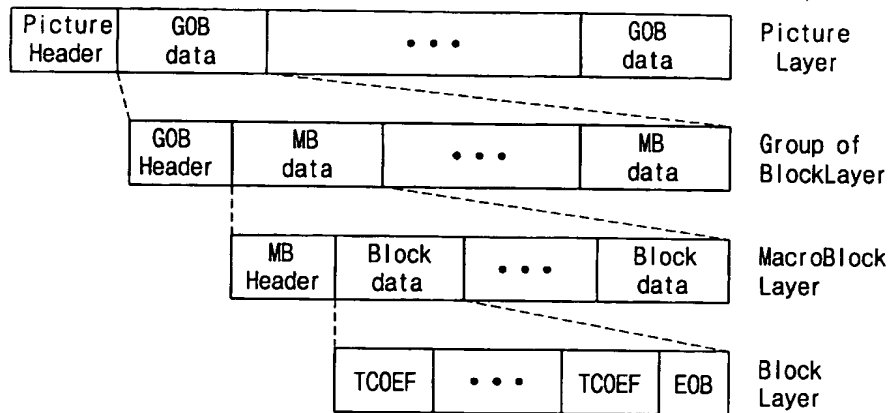 Picture Header GOB data • • • GOB data Picture Layer
GOB Header MB data • • • MB data Group of BlockLayer
MB Header Block data • • • Block data MacroBlock Layer
TCOEF • • • TCOEF EOB Block Layer